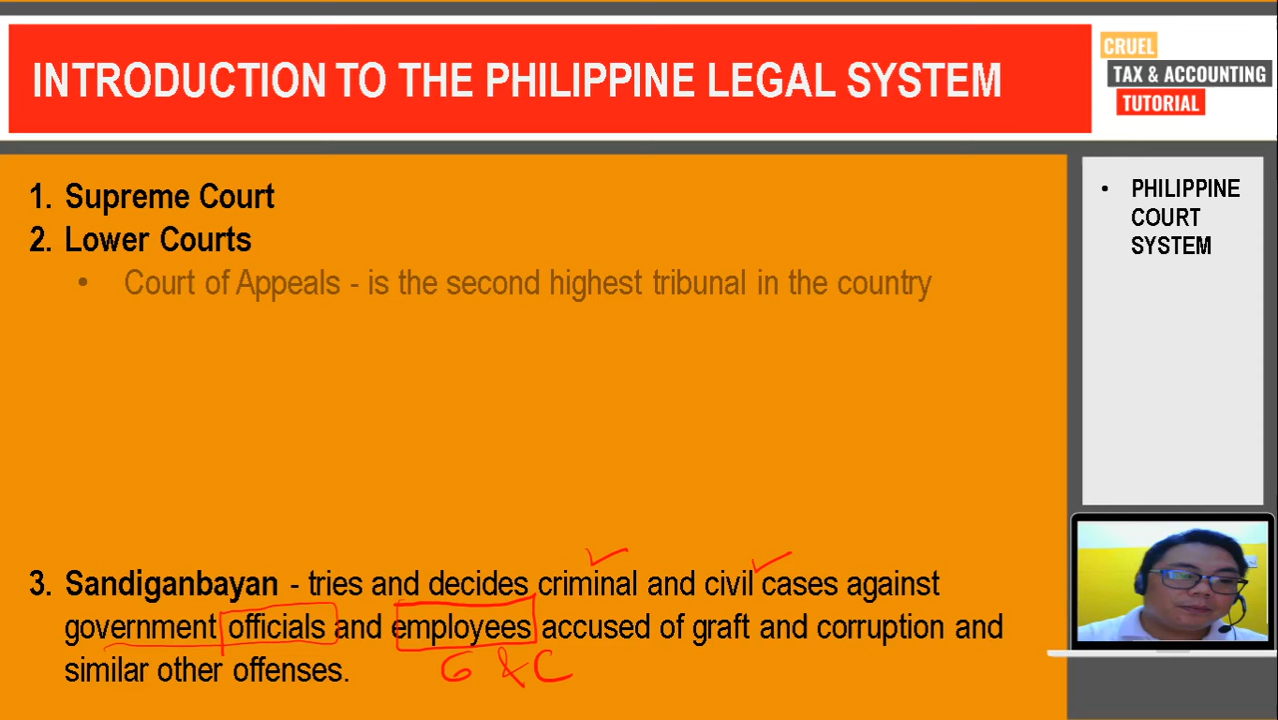 INTRODUCTION TO THE PHILIPPINE LEGAL SYSTEM
CRUEL
TAX & ACCOUNTING
TUTORIAL
1. Supreme Court
2. Lower Courts
• Court of Appeals - is the second highest tribunal in the country
3. Sandiganbayan - tries and decides criminal and civil cases against
government officials and employees accused of graft and corruption and
similar other offenses.
G & C
• PHILIPPINE
COURT
SYSTEM